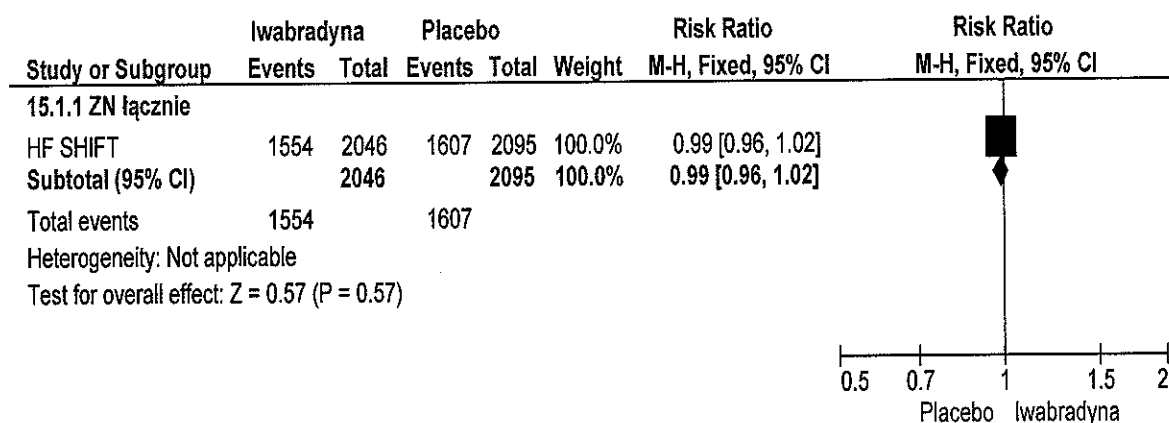 Iwabradyna Placebo Risk Ratio Risk Ratio
Study or Subgroup Events Total Events Total Weight M-H, Fixed, 95% CI M-H, Fixed, 95% CI
15.1.1 ZN łącznie
HF SHIFT 1554 2046 1607 2095 100.0% 0.99 [0.96, 1.02]
Subtotal (95% CI) 2046 2095 100.0% 0.99 [0.96, 1.02]
Total events 1554 1607
Heterogeneity: Not applicable
Test for overall effect: Z = 0.57 (P = 0.57)
0.5 0.7 1 1.5 2
Placebo Iwabradyna